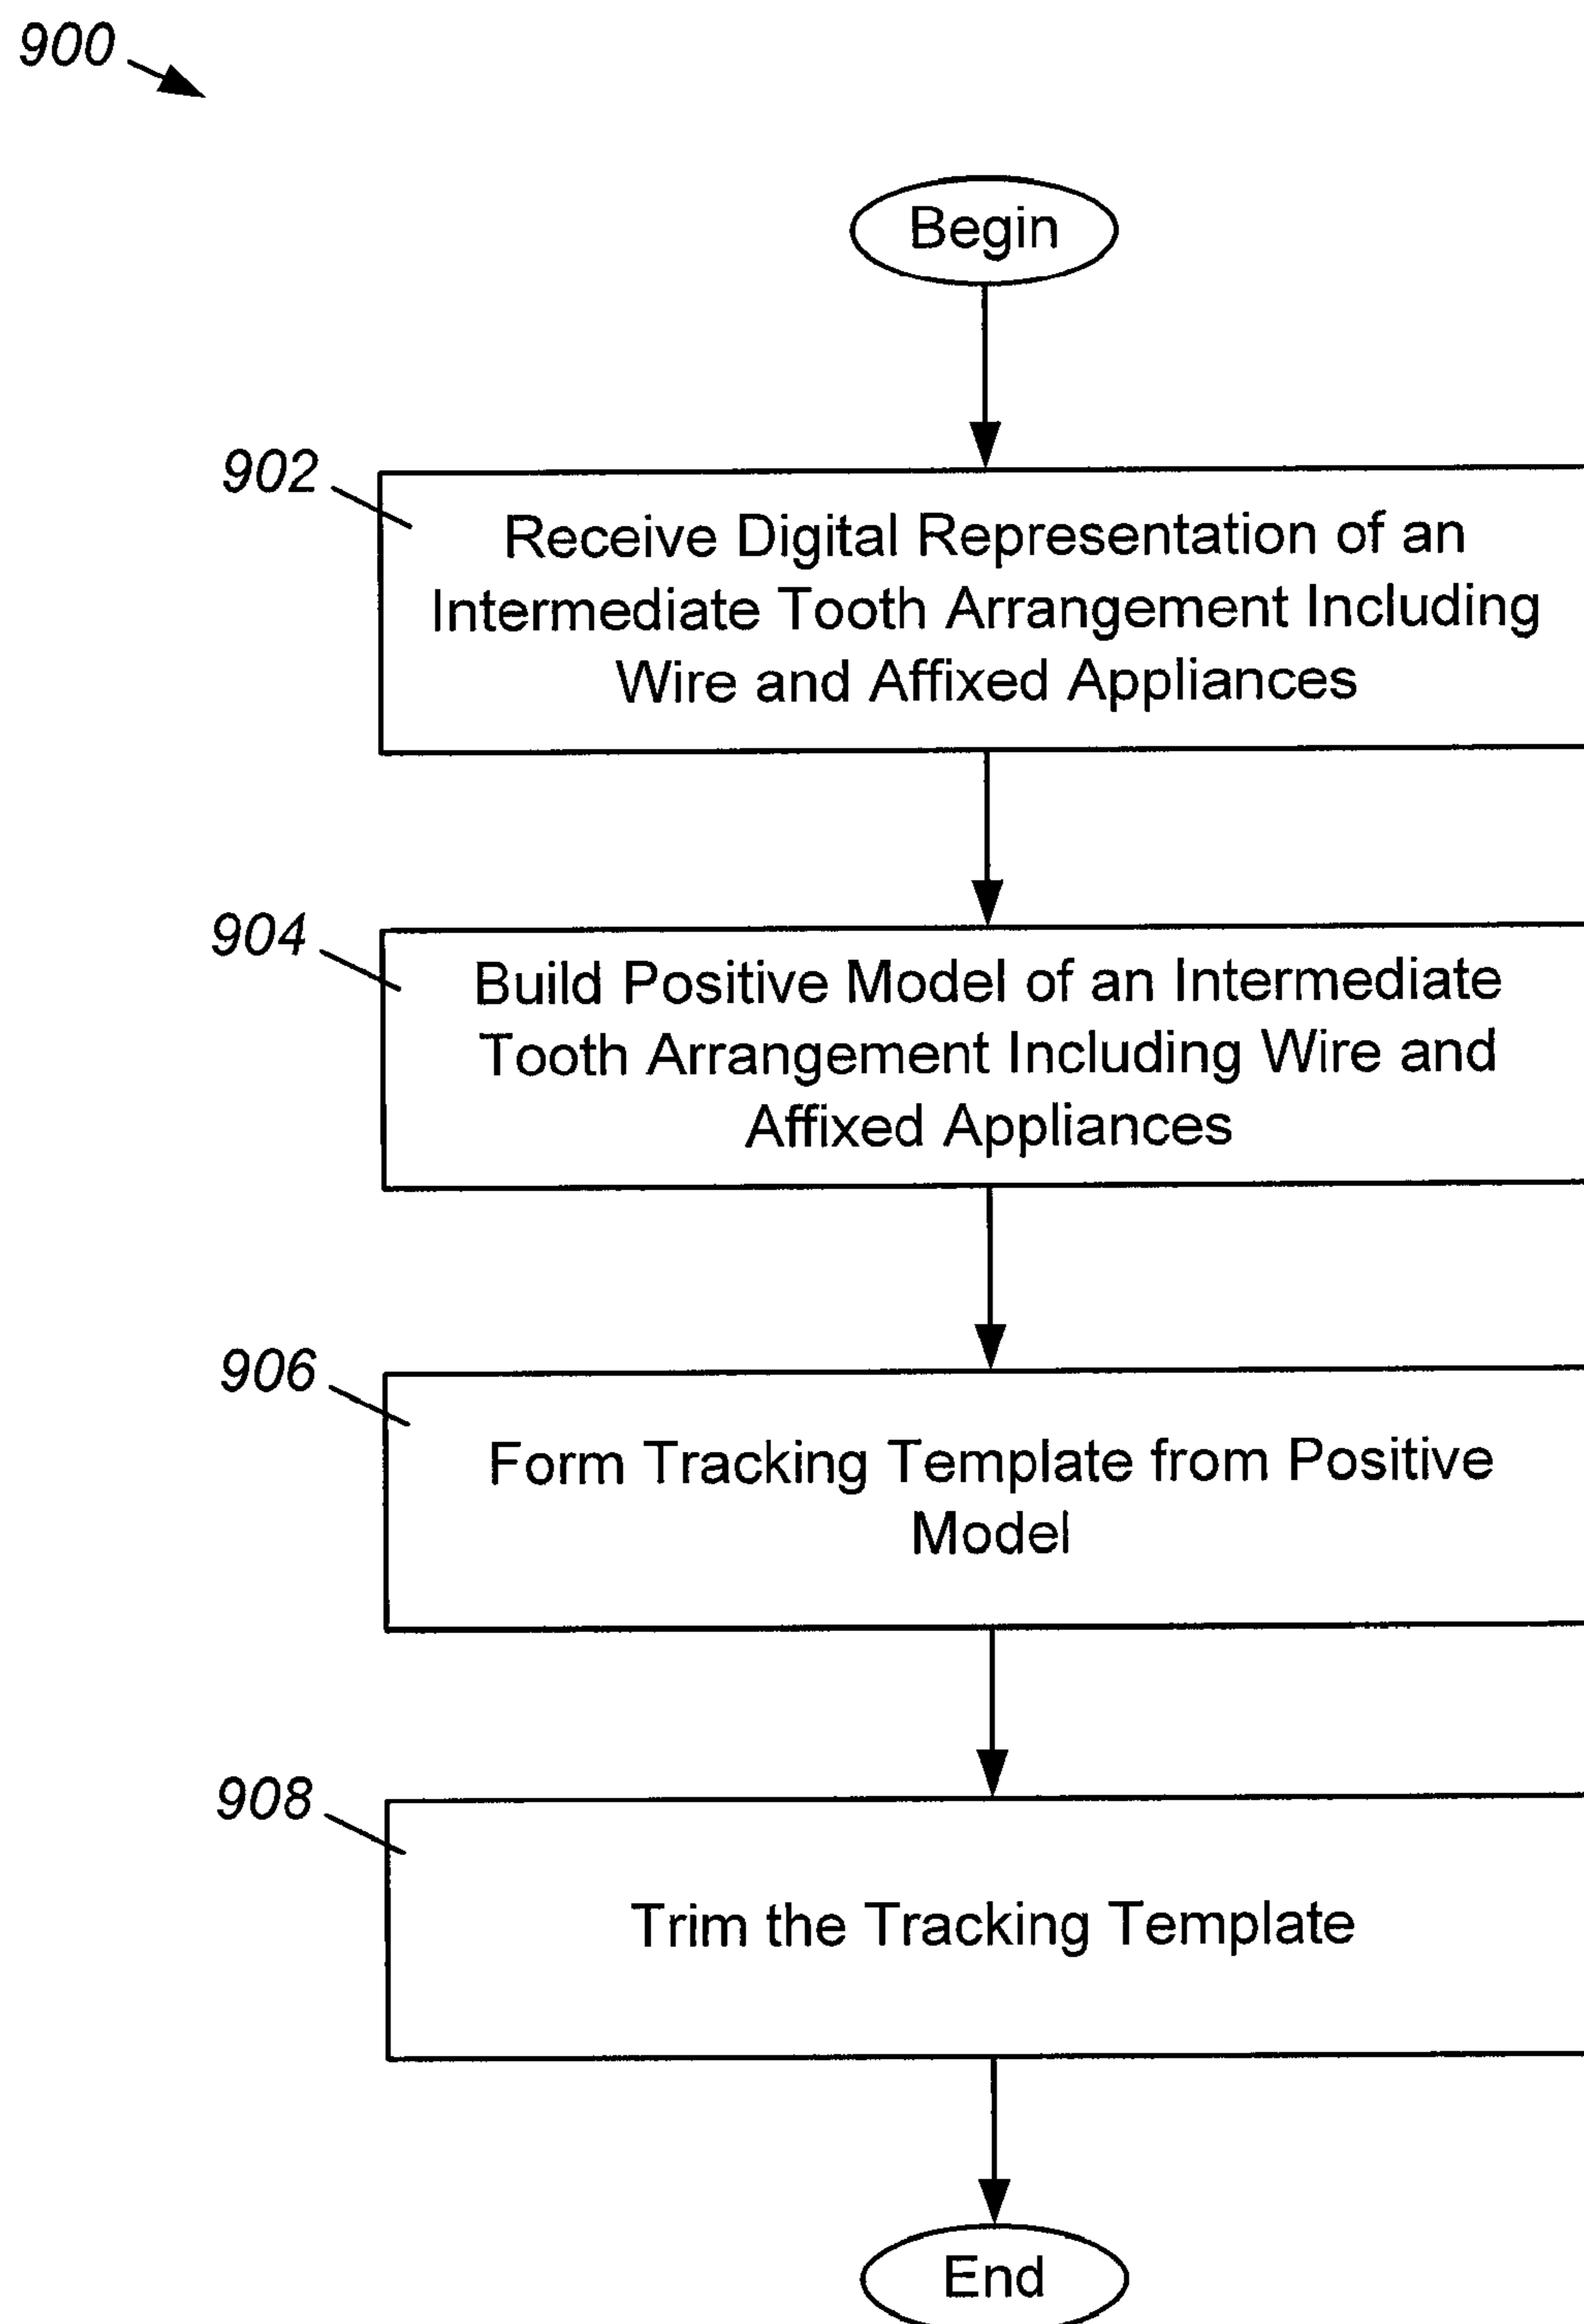 900
Begin
902
Receive Digital Representation of an
Intermediate Tooth Arrangement Including
Wire and Affixed Appliances
904
Build Positive Model of an Intermediate
Tooth Arrangement Including Wire and
Affixed Appliances
906
Form Tracking Template from Positive
Model
908
Trim the Tracking Template
End